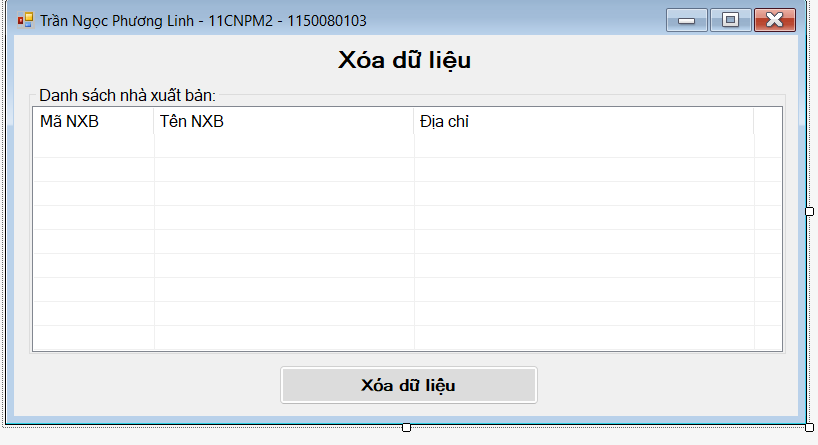 Trần Ngọc Phương Linh - 11CNPM2 - 1150080103
Xóa dữ liệu
Danh sách nhà xuất bản:
Mã NXB Tên NXB Địa chỉ
Xóa dữ liệu